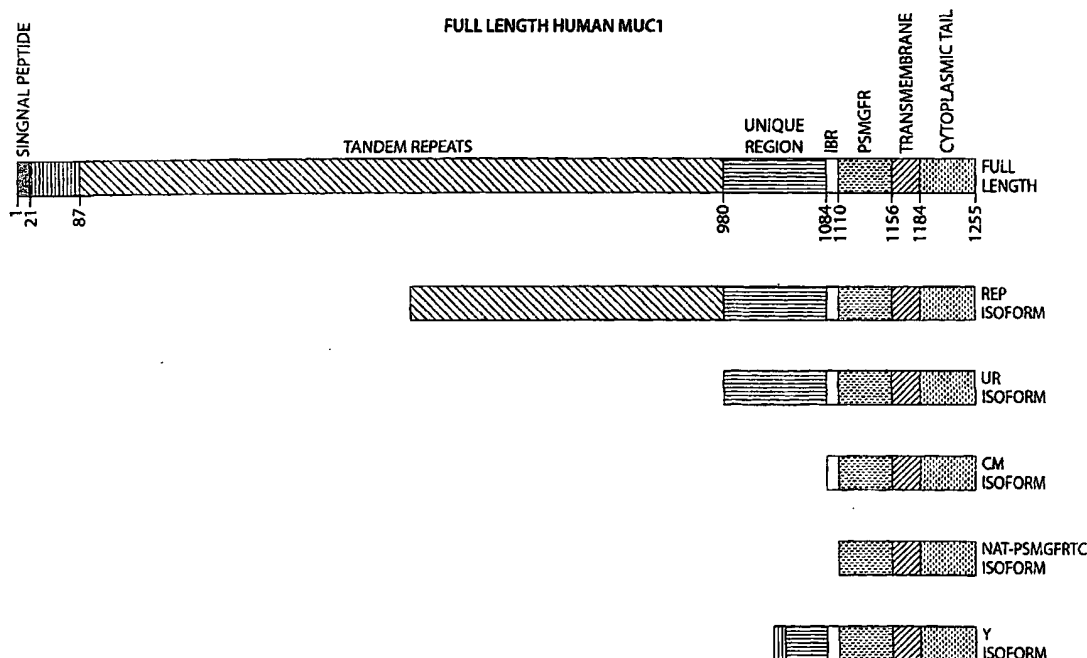 FULL LENGTH HUMAN MUC1
SINGNAL PEPTIDE
TANDEM REPEATS
UNIQUE
REGION
IBR
PSMGFR
TRANSMEMBRANE
CYTOPLASMIC TAIL
FULL
LENGTH
1
21
87
980
1084
1110
1156
1184
1255
REP
ISOFORM
UR
ISOFORM
CM
ISOFORM
NAT-PSMGFRTC
ISOFORM
Y
ISOFORM